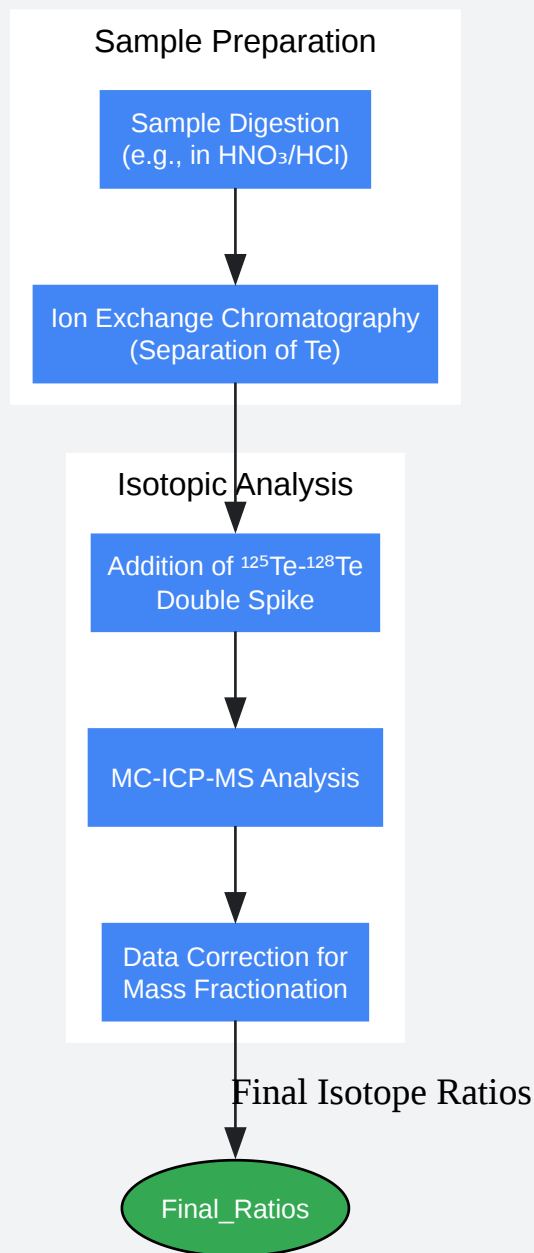 Sample Preparation
Sample Digestion
(e.g., in HNO₃/HCl)
Ion Exchange Chromatography
(Separation of Te)
Isotopic Analysis
Addition of ¹²⁵Te-¹²⁸Te
Double Spike
MC-ICP-MS Analysis
Data Correction for
Mass Fractionation
Final Isotope Ratios
Final_Ratios